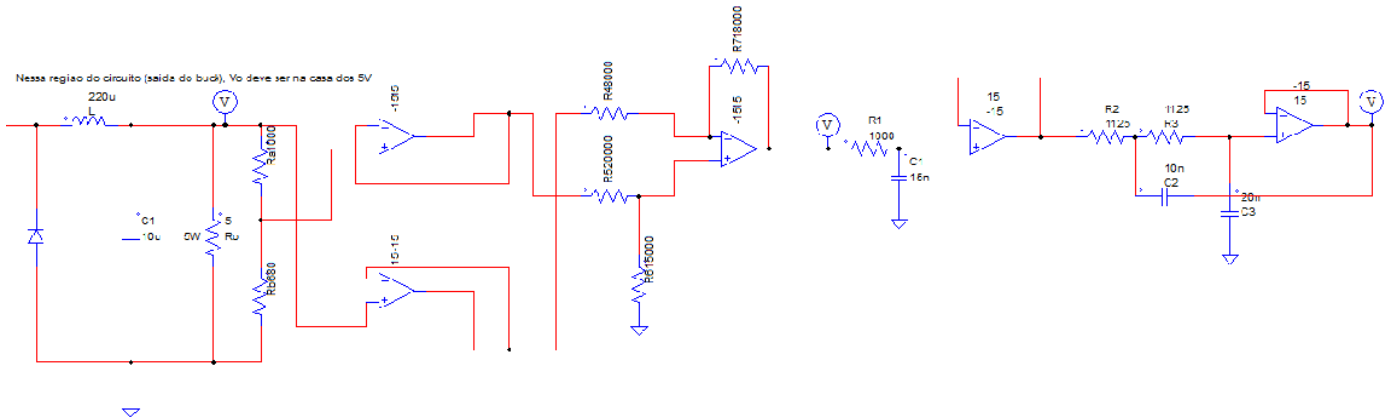 Nessa regiao do circuito (saida do buck), Vo deve ser na casa dos 5V
220u
L
V
Ra1000
C1
10u
5W
5
Ro
Rb680
-1515
15-15
R48000
R520000
R615000
R718000
-1515
V
R1
1000
C1
15
-15
R2
1125
1125
R3
10n
C2
20n
C3
-15
15
V